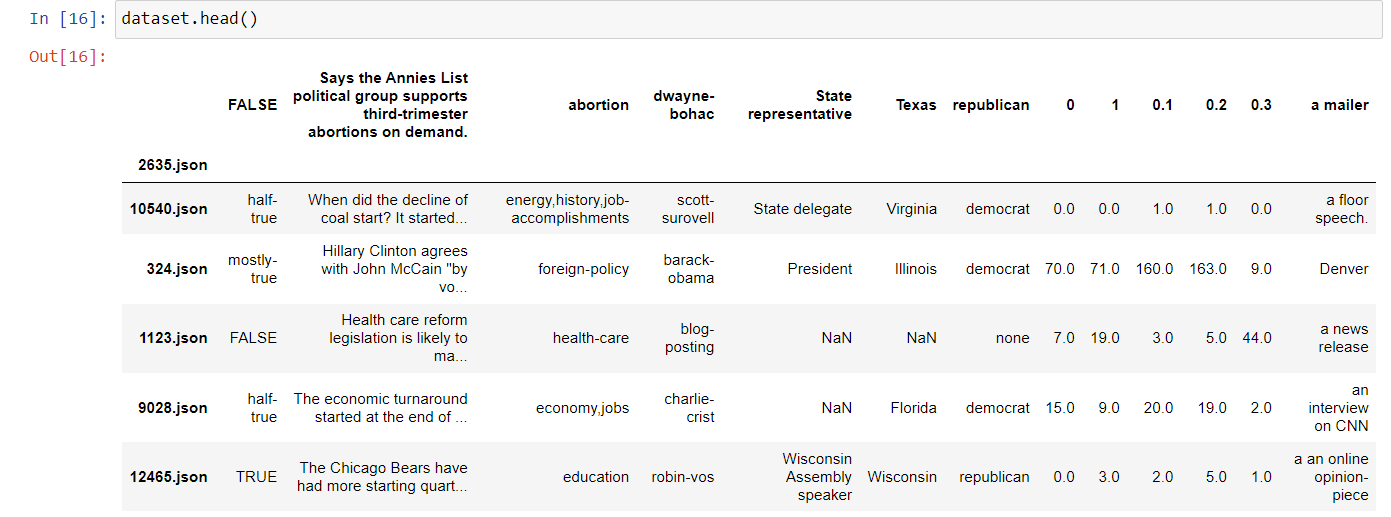 In [16]: dataset.head()
Out[16]:
FALSE Says the Annies List political group supports third-trimester abortions on demand. abortion dwayne-bohac State representative Texas republican 0 1 0.1 0.2 0.3 a mailer
2635.json
10540.json half-true When did the decline of coal start? It started... energy,history,job-accomplishments scott-surovell State delegate Virginia democrat 0.0 0.0 1.0 1.0 0.0 a floor speech.
324.json mostly-true Hillary Clinton agrees with John McCain "by vo... foreign-policy barack-obama President Illinois democrat 70.0 71.0 160.0 163.0 9.0 Denver
1123.json FALSE Health care reform legislation is likely to ma... health-care blog-posting NaN NaN none 7.0 19.0 3.0 5.0 44.0 a news release
9028.json half-true The economic turnaround started at the end of ... economy,jobs charlie-crist NaN Florida democrat 15.0 9.0 20.0 19.0 2.0 an interview on CNN
12465.json TRUE The Chicago Bears have had more starting quart... education robin-vos Wisconsin Assembly speaker Wisconsin republican 0.0 3.0 2.0 5.0 1.0 a an online opinion-piece